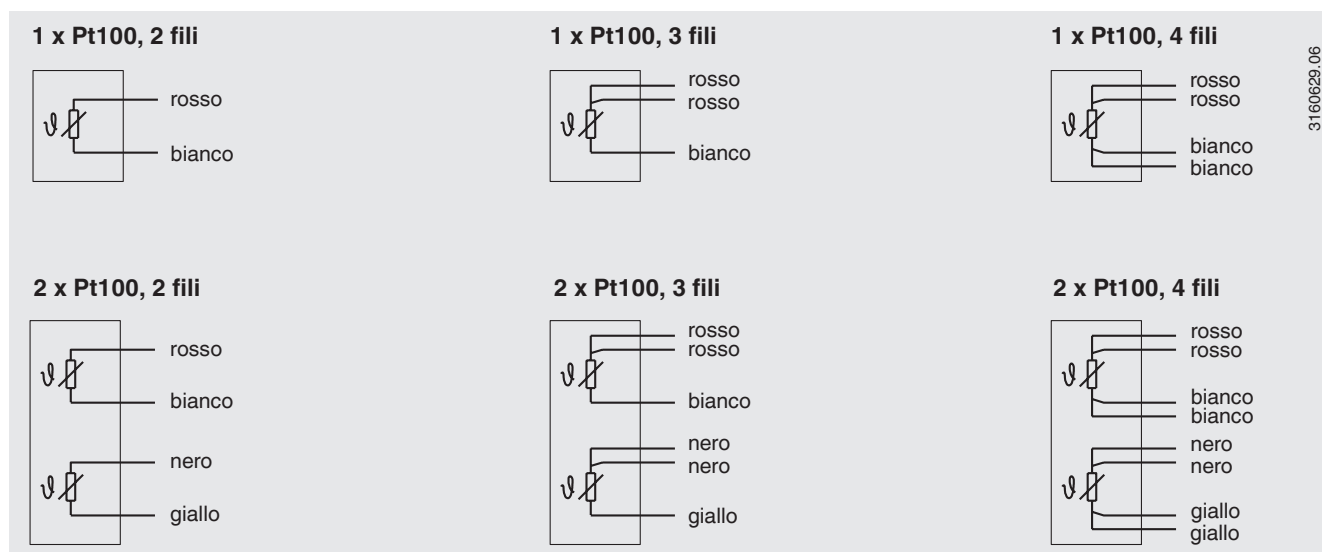 1 x Pt100, 2 fili
ϑ
rosso
bianco
1 x Pt100, 3 fili
ϑ
rosso
rosso
bianco
1 x Pt100, 4 fili
ϑ
rosso
rosso
bianco
bianco
3160629.06
2 x Pt100, 2 fili
ϑ
rosso
bianco
ϑ
nero
giallo
2 x Pt100, 3 fili
ϑ
rosso
rosso
bianco
ϑ
nero
nero
giallo
2 x Pt100, 4 fili
ϑ
rosso
rosso
bianco
bianco
ϑ
nero
nero
giallo
giallo